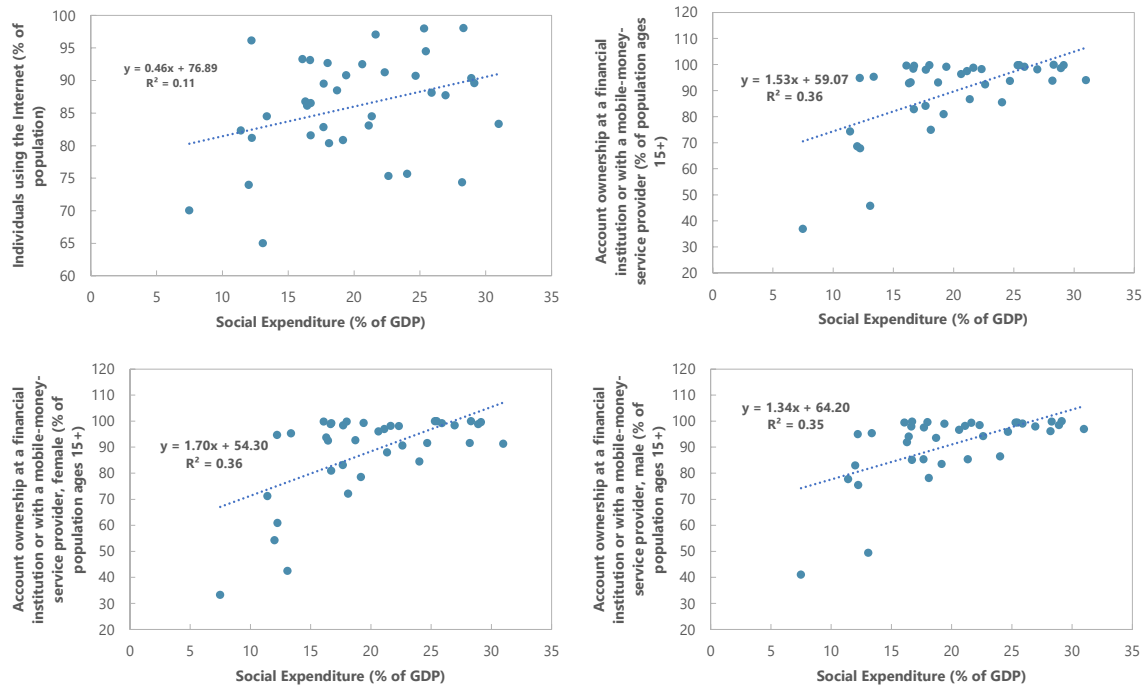 Individuals using the Internet (% of
population)
100
95
90
85
80
75
70
65
60
y = 0.46x + 76.89
R² = 0.11
0 5 10 15 20 25 30 35
Social Expenditure (% of GDP)
Account ownership at a financial
institution or with a mobile-money-
service provider (% of population ages
15+)
120
110
100
90
80
70
60
50
40
30
20
y = 1.53x + 59.07
R² = 0.36
0 5 10 15 20 25 30 35
Social Expenditure (% of GDP)
Account ownership at a financial
institution or with a mobile-money-
service provider, female (% of
population ages 15+)
120
110
100
90
80
70
60
50
40
30
20
y = 1.70x + 54.30
R² = 0.36
0 5 10 15 20 25 30 35
Social Expenditure (% of GDP)
Account ownership at a financial
institution or with a mobile-money-
service provider, male (% of
population ages 15+)
120
110
100
90
80
70
60
50
40
30
20
y = 1.34x + 64.20
R² = 0.35
0 5 10 15 20 25 30 35
Social Expenditure (% of GDP)